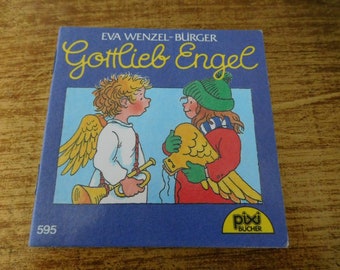 EVA WENZEL-BÜRGER
Gottlieb Engel
595
pixi
BÜCHER